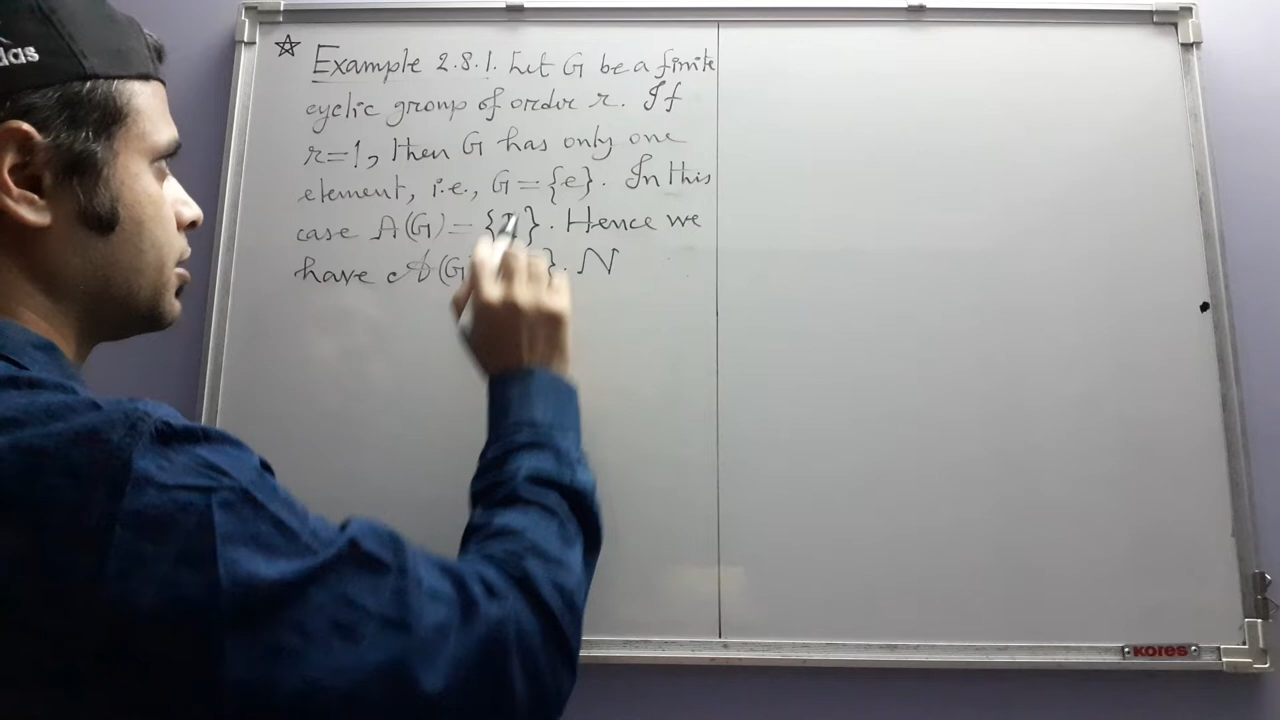 ☆ Example 2.8.1. Let G be a finite
cyclic group of order r. If
r=1, then G has only one
element, i.e., G={e}. In this
case A(G)={I}. Hence we
have 𝒜(G }. N
das
KORES